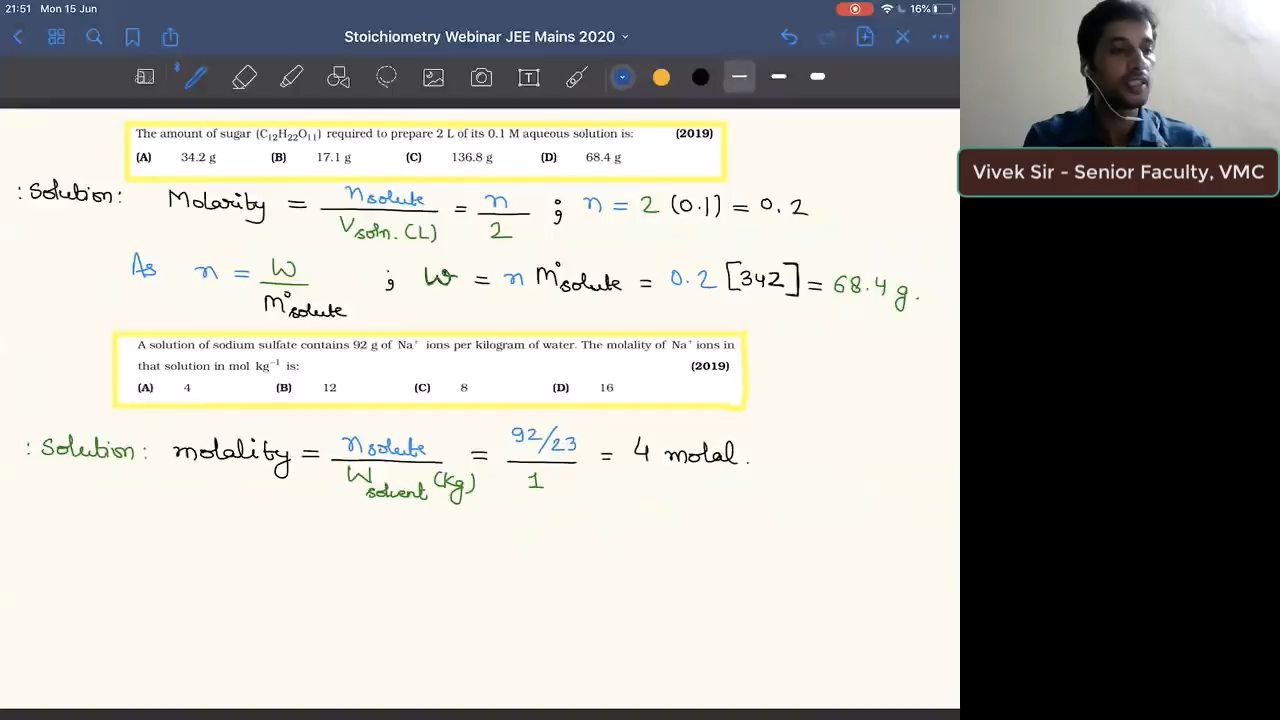 21:51 Mon 15 Jun
16%
Stoichiometry Webinar JEE Mains 2020
T
The amount of sugar (C₁₂H₂₂O₁₁) required to prepare 2 L of its 0.1 M aqueous solution is: (2019)
(A) 34.2 g (B) 17.1 g (C) 136.8 g (D) 68.4 g
: Solution: Molarity = n solute / V soln. (L) = n / 2 ; n = 2 (0.1) = 0.2
As n = W / M° solute ; W = n M° solute = 0.2 [342] = 68.4 g.
A solution of sodium sulfate contains 92 g of Na⁺ ions per kilogram of water. The molality of Na⁺ ions in
that solution in mol kg⁻¹ is: (2019)
(A) 4 (B) 12 (C) 8 (D) 16
: Solution: molality = n solute / W solvent (Kg) = 92/23 / 1 = 4 molal.
Vivek Sir - Senior Faculty, VMC